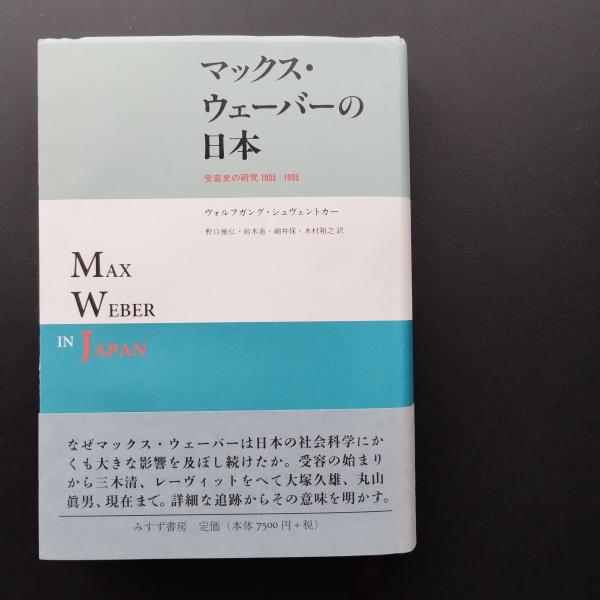 マックス・
ウェーバーの
日本
受容史の研究 1905-1995
ヴォルフガング・シュヴェントカー
野口雅弘・鈴木直・細井保・木村裕之 訳
MAX
WEBER
IN JAPAN
なぜマックス・ウェーバーは日本の社会科学にか
くも大きな影響を及ぼし続けたか。受容の始まり
から三木清、レーヴィットをへて大塚久雄、丸山
眞男、現在まで。詳細な追跡からその意味を明かす。
みすず書房 定価（本体7500円+税）